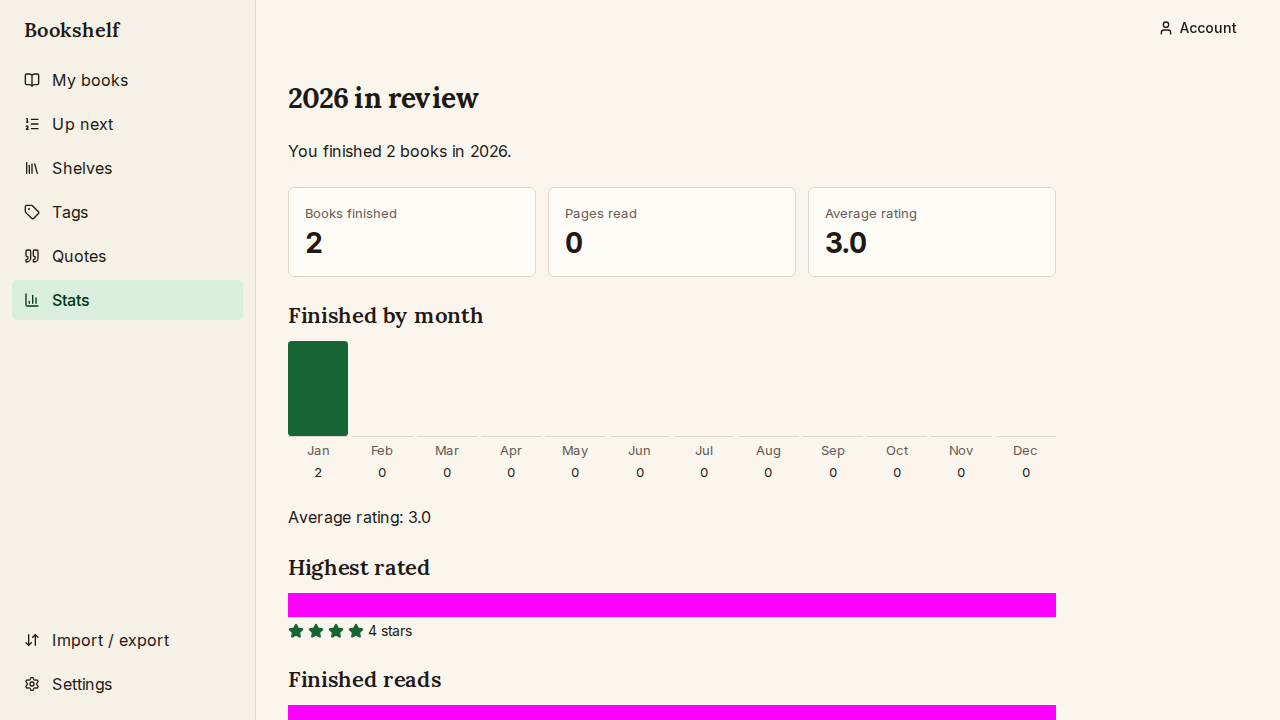 Bookshelf
My books
Up next
Shelves
Tags
Quotes
Stats
Import / export
Settings
Account
2026 in review
You finished 2 books in 2026.
Books finished
2
Pages read
0
Average rating
3.0
Finished by month
Jan Feb Mar Apr May Jun Jul Aug Sep Oct Nov Dec
2 0 0 0 0 0 0 0 0 0 0 0
Average rating: 3.0
Highest rated
4 stars
Finished reads